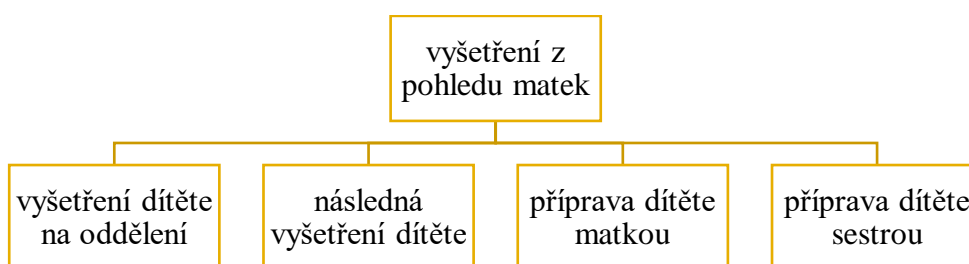 vyšetření z
pohledu matek
vyšetření dítěte
na oddělení
následná
vyšetření dítěte
příprava dítěte
matkou
příprava dítěte
sestrou